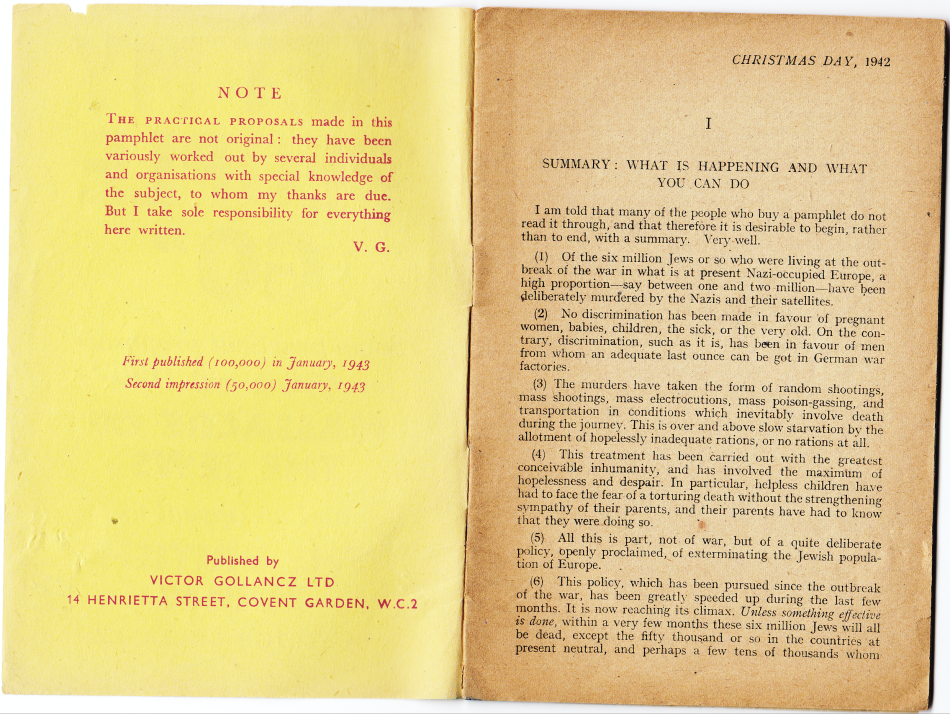 NOTE
THE PRACTICAL PROPOSALS made in this
pamphlet are not original : they have been
variously worked out by several individuals
and organisations with special knowledge of
the subject, to whom my thanks are due.
But I take sole responsibility for everything
here written.
V. G.
First published (100,000) in January, 1943
Second impression (50,000) January, 1943
Published by
VICTOR GOLLANCZ LTD
14 HENRIETTA STREET, COVENT GARDEN, W.C.2
CHRISTMAS DAY, 1942
I
SUMMARY : WHAT IS HAPPENING AND WHAT
YOU CAN DO
I am told that many of the people who buy a pamphlet do not
read it through, and that therefore it is desirable to begin, rather
than to end, with a summary. Very well.
(1) Of the six million Jews or so who were living at the out-
break of the war in what is at present Nazi-occupied Europe, a
high proportion—say between one and two million—have been
deliberately murdered by the Nazis and their satellites.
(2) No discrimination has been made in favour of pregnant
women, babies, children, the sick, or the very old. On the con-
trary, discrimination, such as it is, has been in favour of men
from whom an adequate last ounce can be got in German war
factories.
(3) The murders have taken the form of random shootings,
mass shootings, mass electrocutions, mass poison-gassing, and
transportation in conditions which inevitably involve death
during the journey. This is over and above slow starvation by the
allotment of hopelessly inadequate rations, or no rations at all.
(4) This treatment has been carried out with the greatest
conceivable inhumanity, and has involved the maximum of
hopelessness and despair. In particular, helpless children have
had to face the fear of a torturing death without the strengthening
sympathy of their parents, and their parents have had to know
that they were doing so.
(5) All this is part, not of war, but of a quite deliberate
policy, openly proclaimed, of exterminating the Jewish popula-
tion of Europe.
(6) This policy, which has been pursued since the outbreak
of the war, has been greatly speeded up during the last few
months. It is now reaching its climax. Unless something effective
is done, within a very few months these six million Jews will all
be dead, except the fifty thousand or so in the countries at
present neutral, and perhaps a few tens of thousands whom